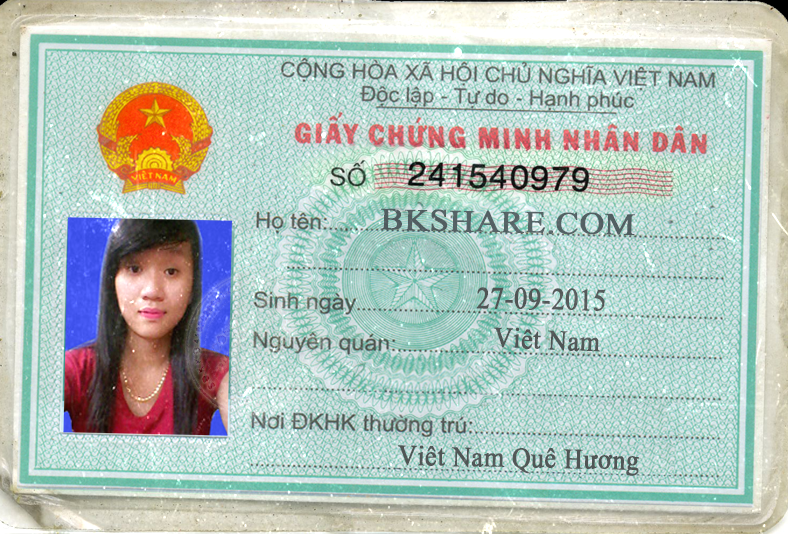 CỘNG HÒA XÃ HỘI CHỦ NGHĨA VIỆT NAM
Độc lập - Tự do - Hạnh phúc
GIẤY CHỨNG MINH NHÂN DÂN
VIỆT NAM
SỐ 241540979
Họ tên: BKSHARE.COM
Sinh ngày 27-09-2015
Nguyên quán: Việt Nam
Nơi ĐKHK thường trú:
Việt Nam Quê Hương